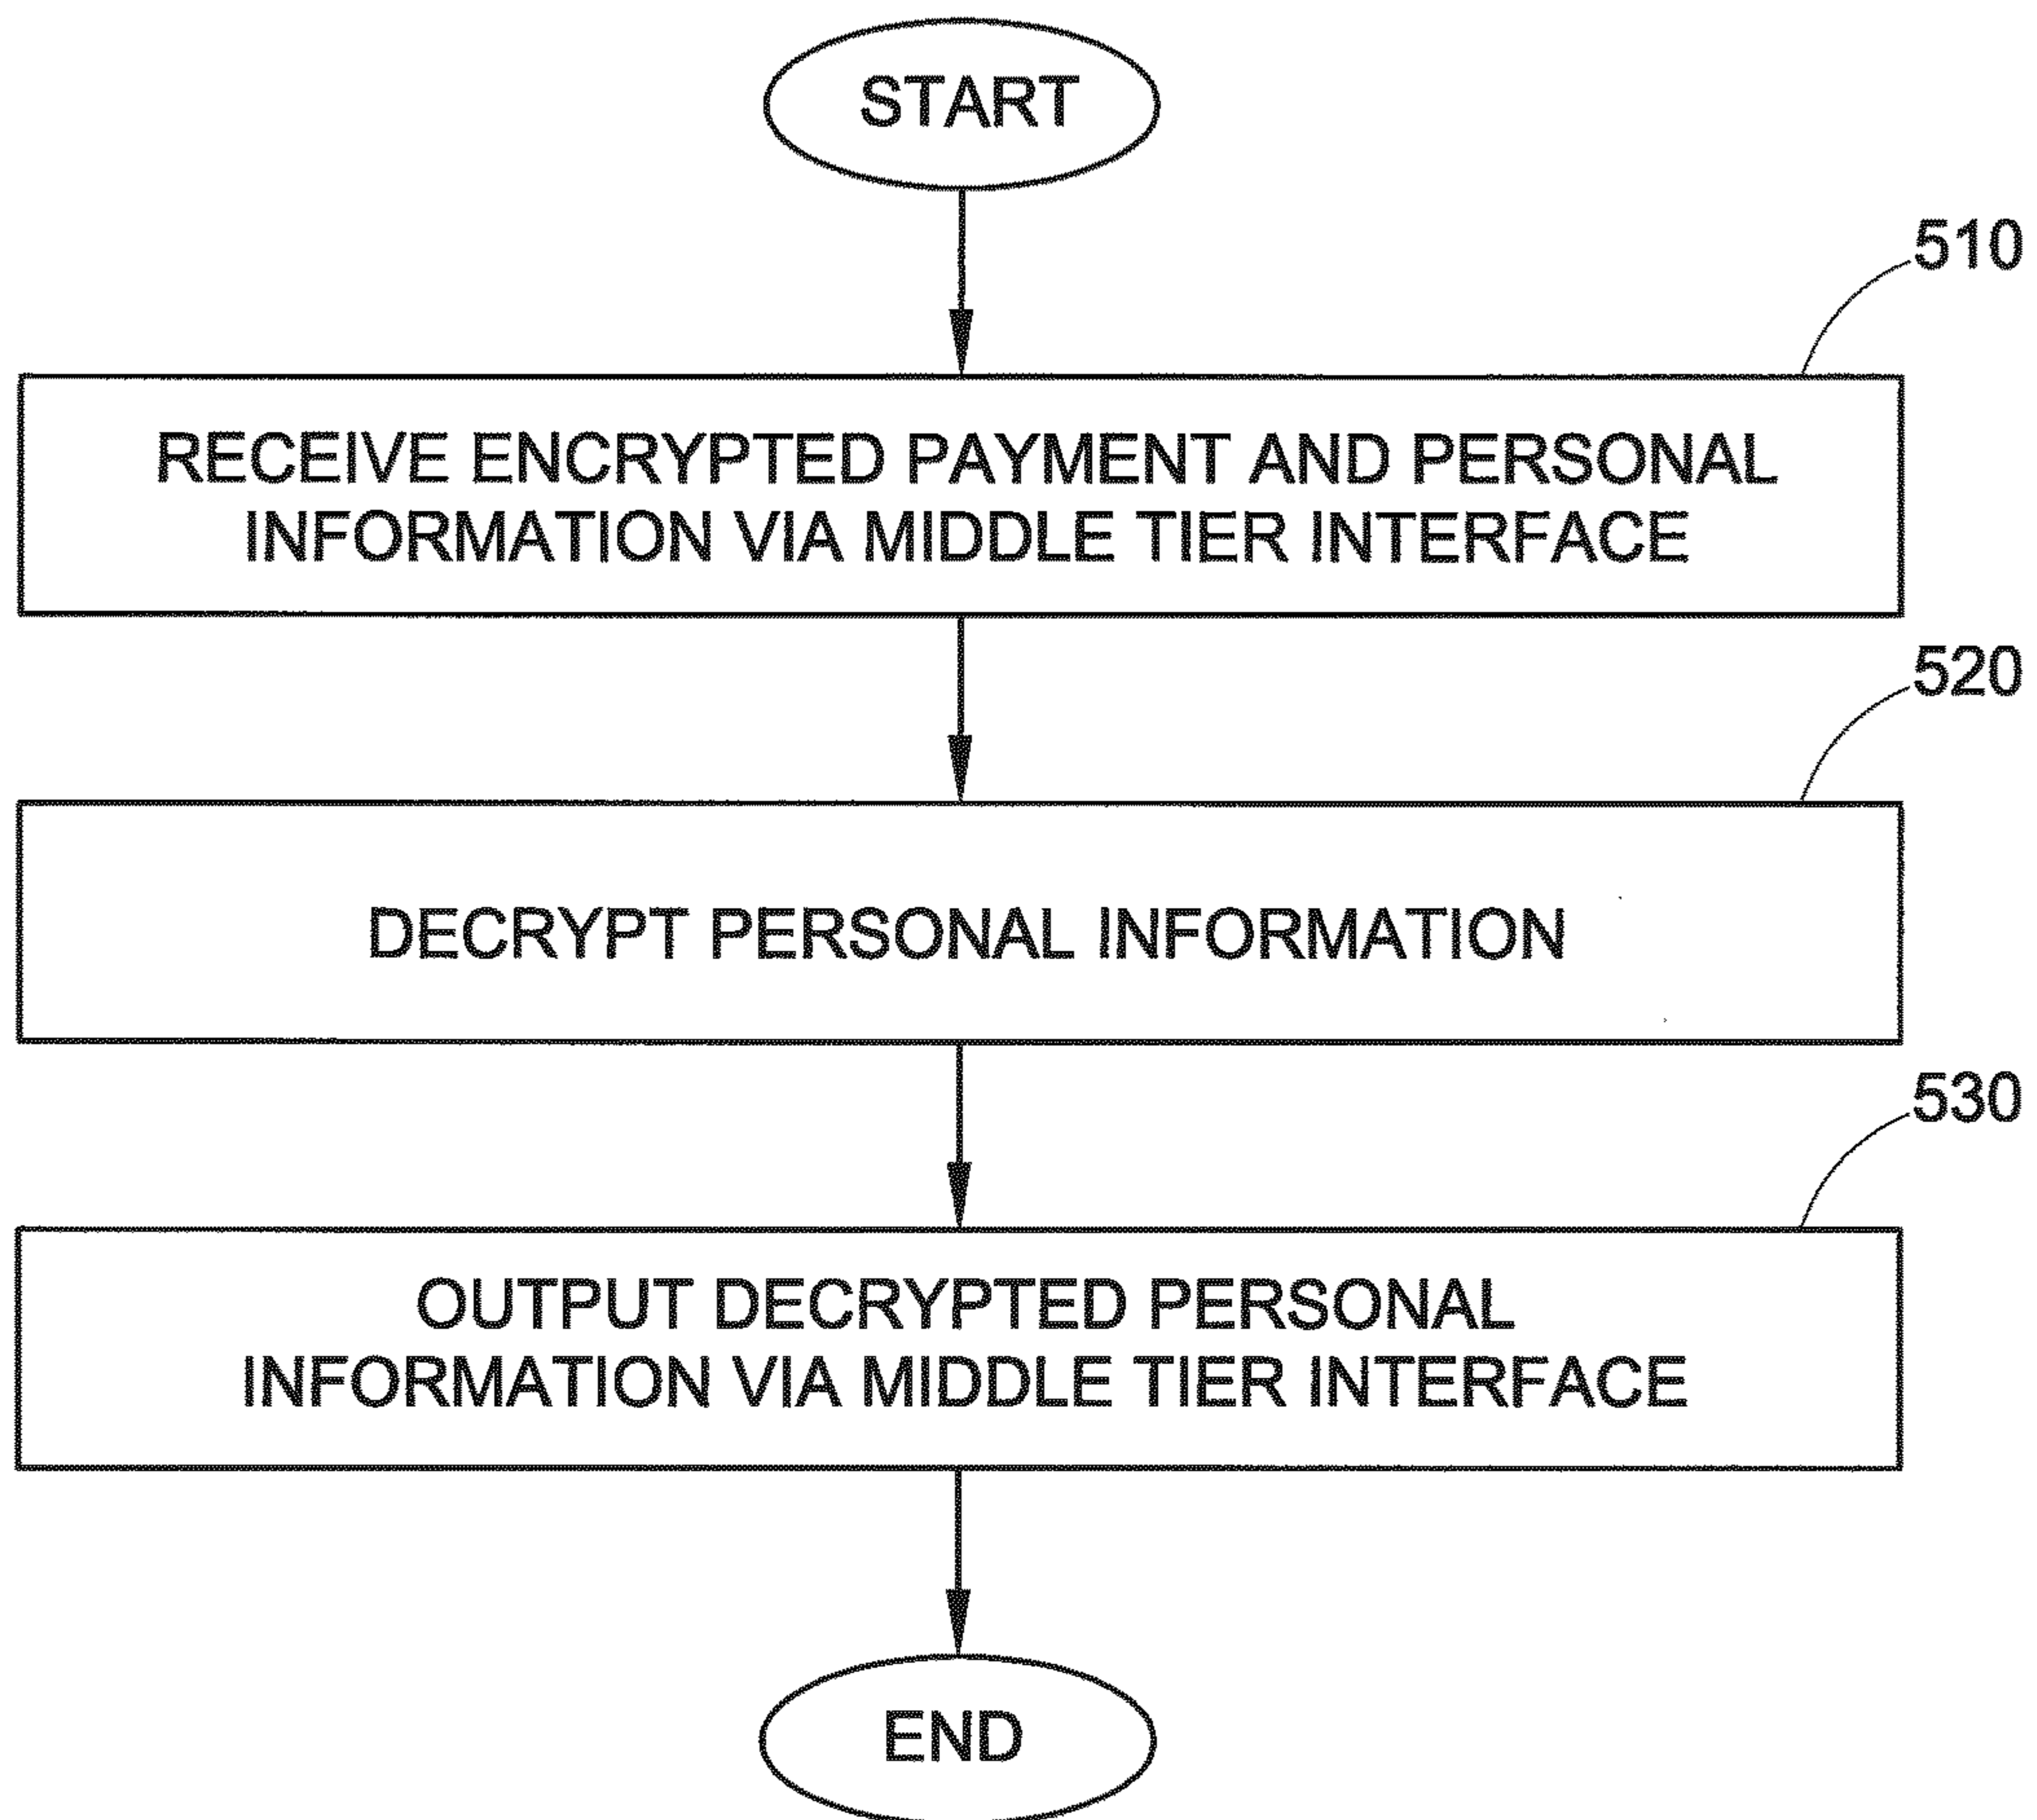 START
510
RECEIVE ENCRYPTED PAYMENT AND PERSONAL
INFORMATION VIA MIDDLE TIER INTERFACE
520
DECRYPT PERSONAL INFORMATION
530
OUTPUT DECRYPTED PERSONAL
INFORMATION VIA MIDDLE TIER INTERFACE
END